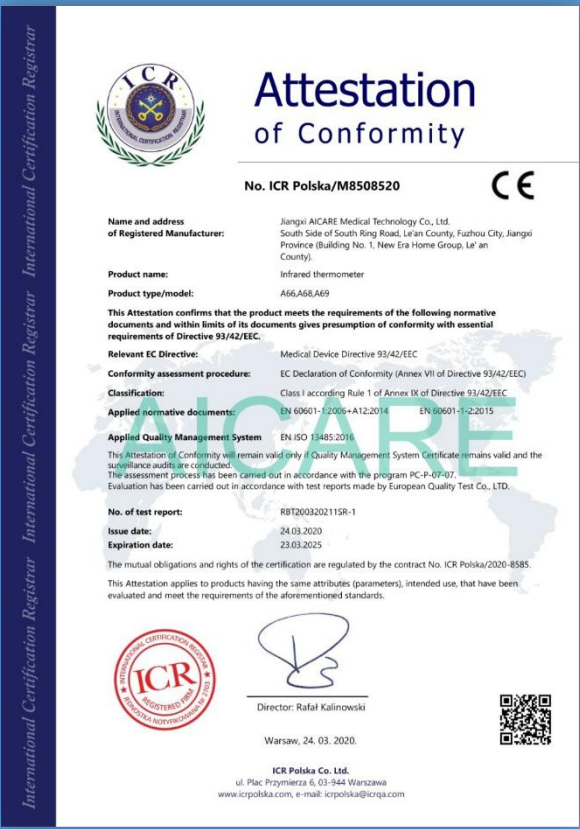 International Certification Registrar International Certification Registrar International Certification Registrar
ICR
INTERNATIONAL CERTIFICATION REGISTRAR
Attestation
of Conformity
No. ICR Polska/M8508520
CE
Name and address
of Registered Manufacturer:
Jiangxi AICARE Medical Technology Co., Ltd.
South Side of South Ring Road, Le'an County, Fuzhou City, Jiangxi
Province (Building No. 1, New Era Home Group, Le' an
County).
Product name: Infrared thermometer
Product type/model: A66,A68,A69
This Attestation confirms that the product meets the requirements of the following normative
documents and within limits of its documents gives presumption of conformity with essential
requirements of Directive 93/42/EEC.
Relevant EC Directive: Medical Device Directive 93/42/EEC
Conformity assessment procedure: EC Declaration of Conformity (Annex VII of Directive 93/42/EEC)
Classification: Class I according Rule 1 of Annex IX of Directive 93/42/EEC
Applied normative documents: EN 60601-1:2006+A12:2014 EN 60601-1-2:2015
AICARE
Applied Quality Management System EN ISO 13485:2016
This Attestation of Conformity will remain valid only if Quality Management System Certificate remains valid and the
surveillance audits are conducted.
The assessment process has been carried out in accordance with the program PC-P-07-07.
Evaluation has been carried out in accordance with test reports made by European Quality Test Co., LTD.
No. of test report: RBT200320211SR-1
Issue date: 24.03.2020
Expiration date: 23.03.2025
The mutual obligations and rights of the certification are regulated by the contract No. ICR Polska/2020-8585.
This Attestation applies to products having the same attributes (parameters), intended use, that have been
evaluated and meet the requirements of the aforementioned standards.
INTERNATIONAL CERTIFICATION REGISTRAR
ICR
REGISTERED FIRM
JEDNOSTKA NOTYFIKOWANA Nr 2703
Director: Rafał Kalinowski
Warsaw, 24. 03. 2020.
ICR Polska Co. Ltd.
ul. Plac Przymierza 6, 03-944 Warszawa
www.icrpolska.com, e-mail: icrpolska@icrqa.com